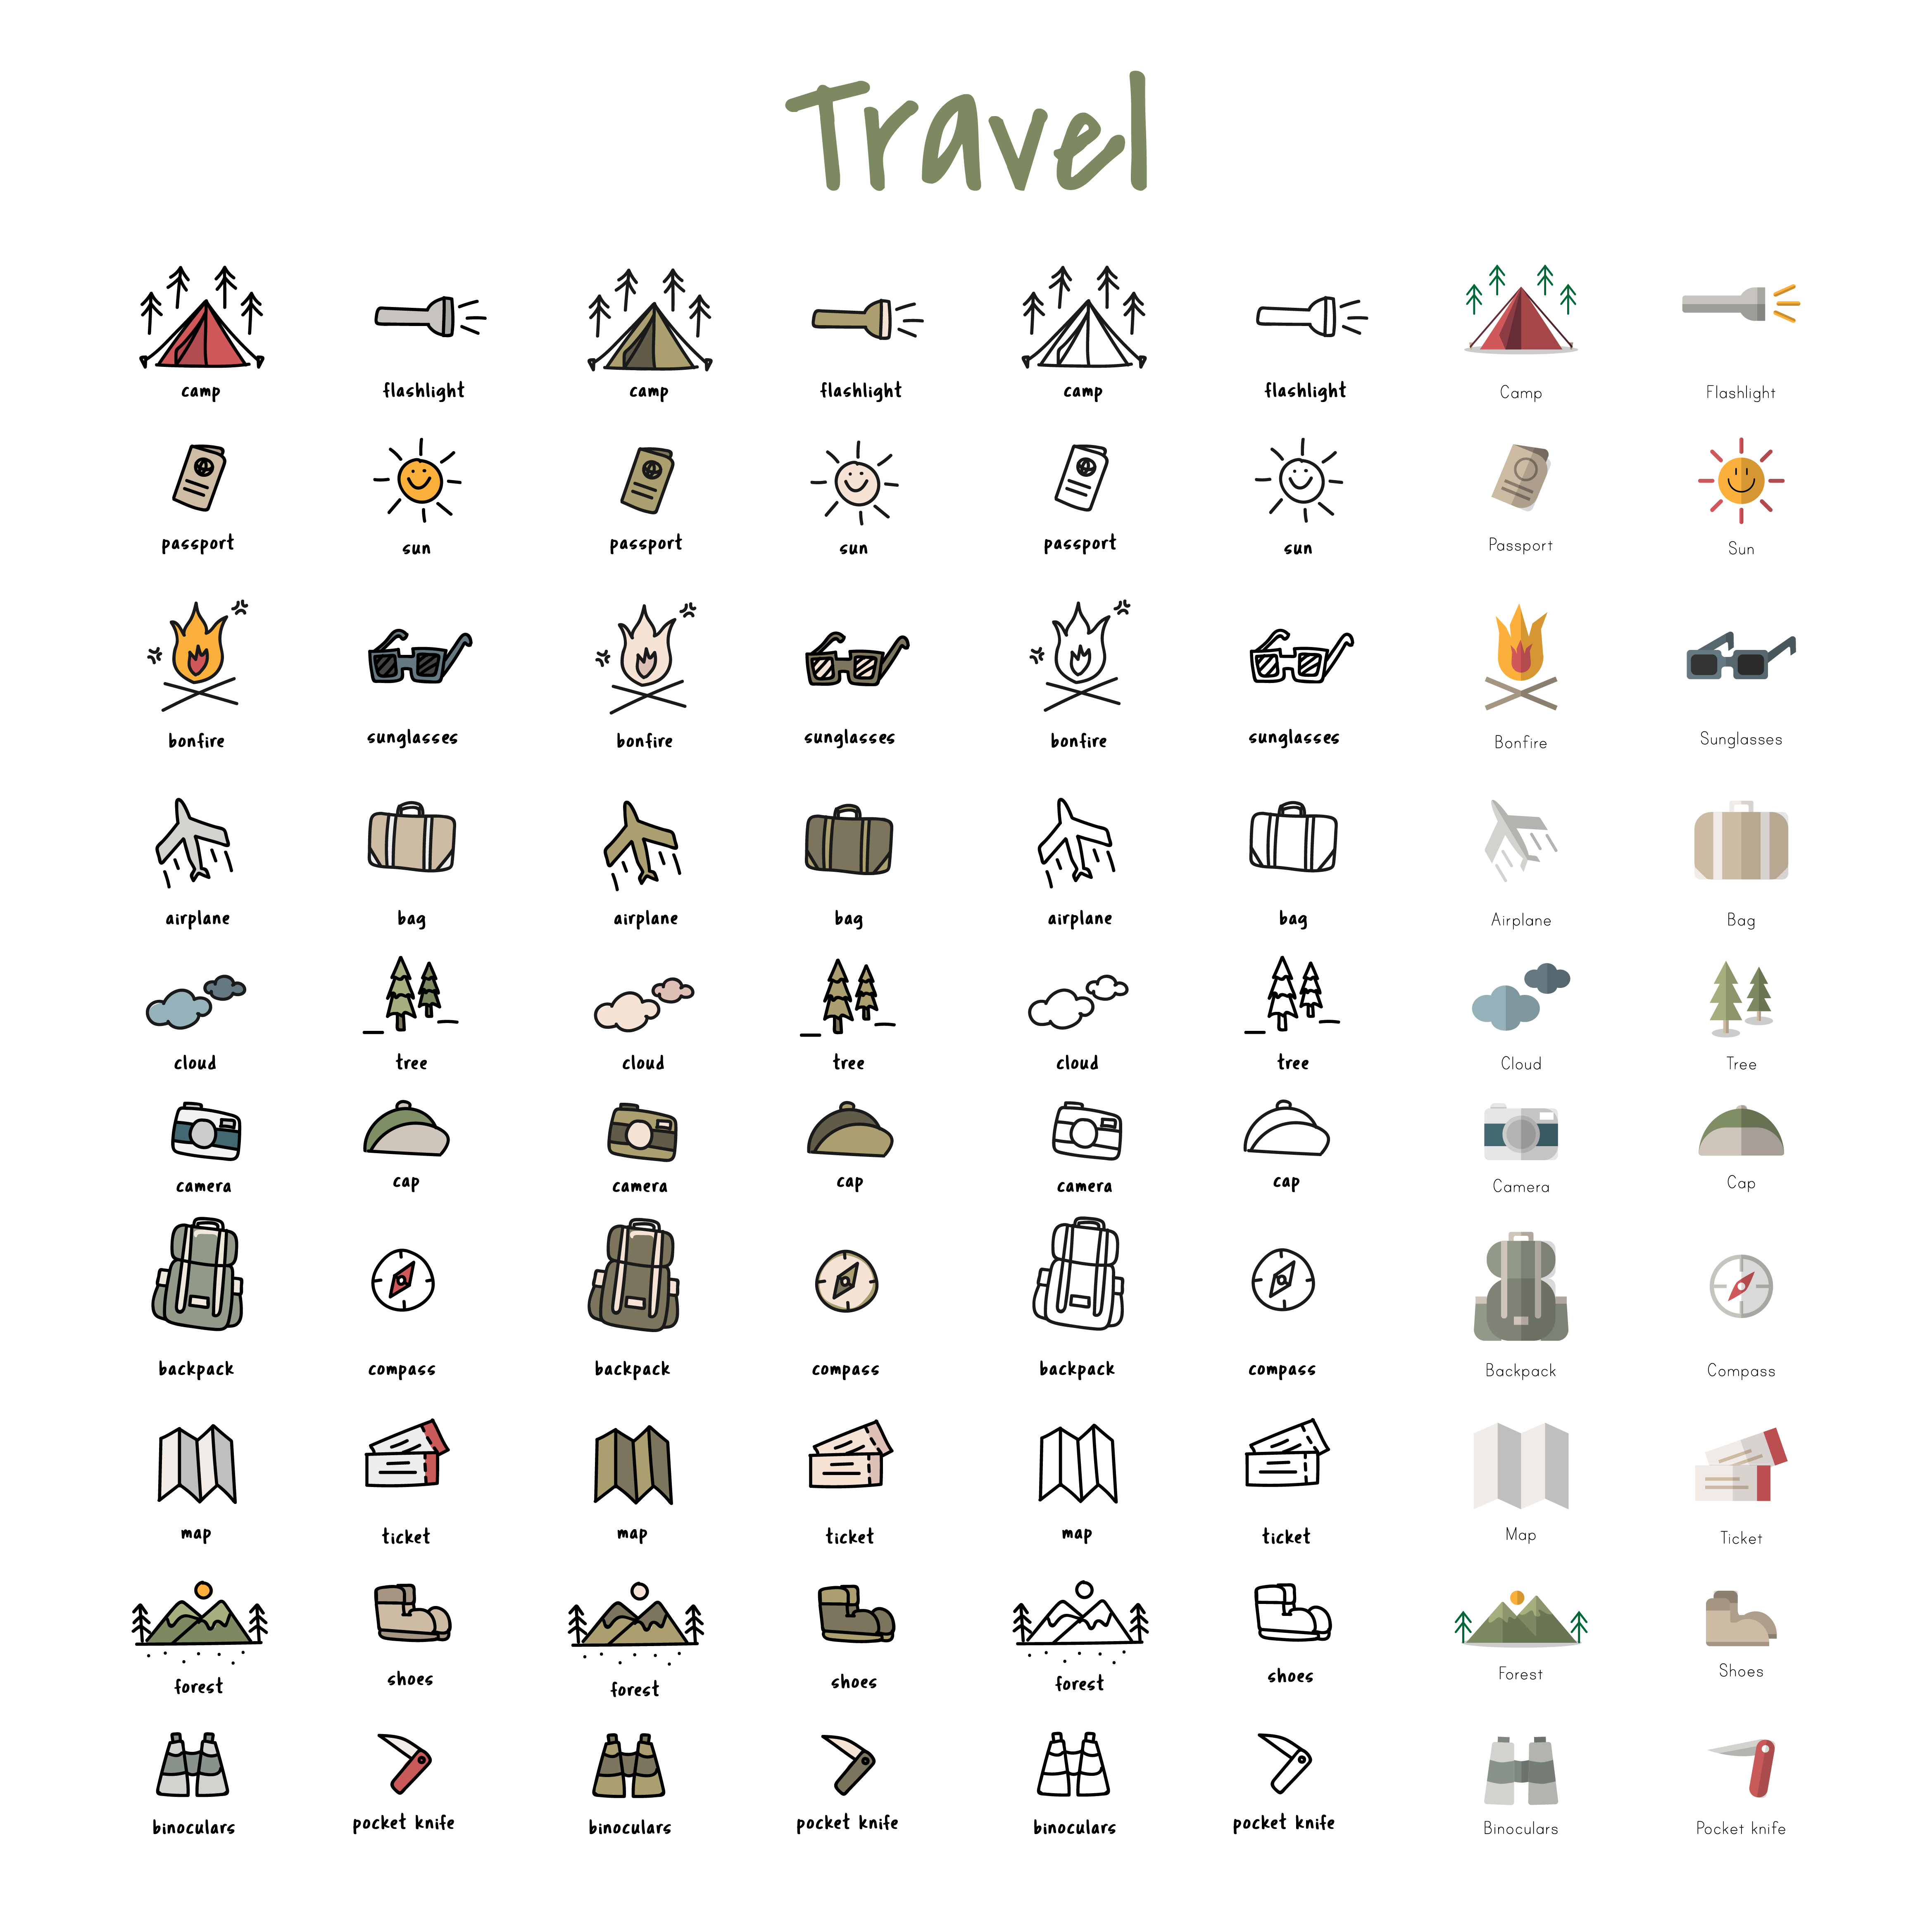 Travel
camp flashlight camp flashlight camp flashlight Camp Flashlight
passport sun passport sun passport sun Passport Sun
bonfire sunglasses bonfire sunglasses bonfire sunglasses Bonfire Sunglasses
airplane bag airplane bag airplane bag Airplane Bag
cloud tree cloud tree cloud tree Cloud Tree
camera cap camera cap camera cap Camera Cap
backpack compass backpack compass backpack compass Backpack Compass
map ticket map ticket map ticket Map Ticket
forest shoes forest shoes forest shoes Forest Shoes
binoculars pocket knife binoculars pocket knife binoculars pocket knife Binoculars Pocket knife